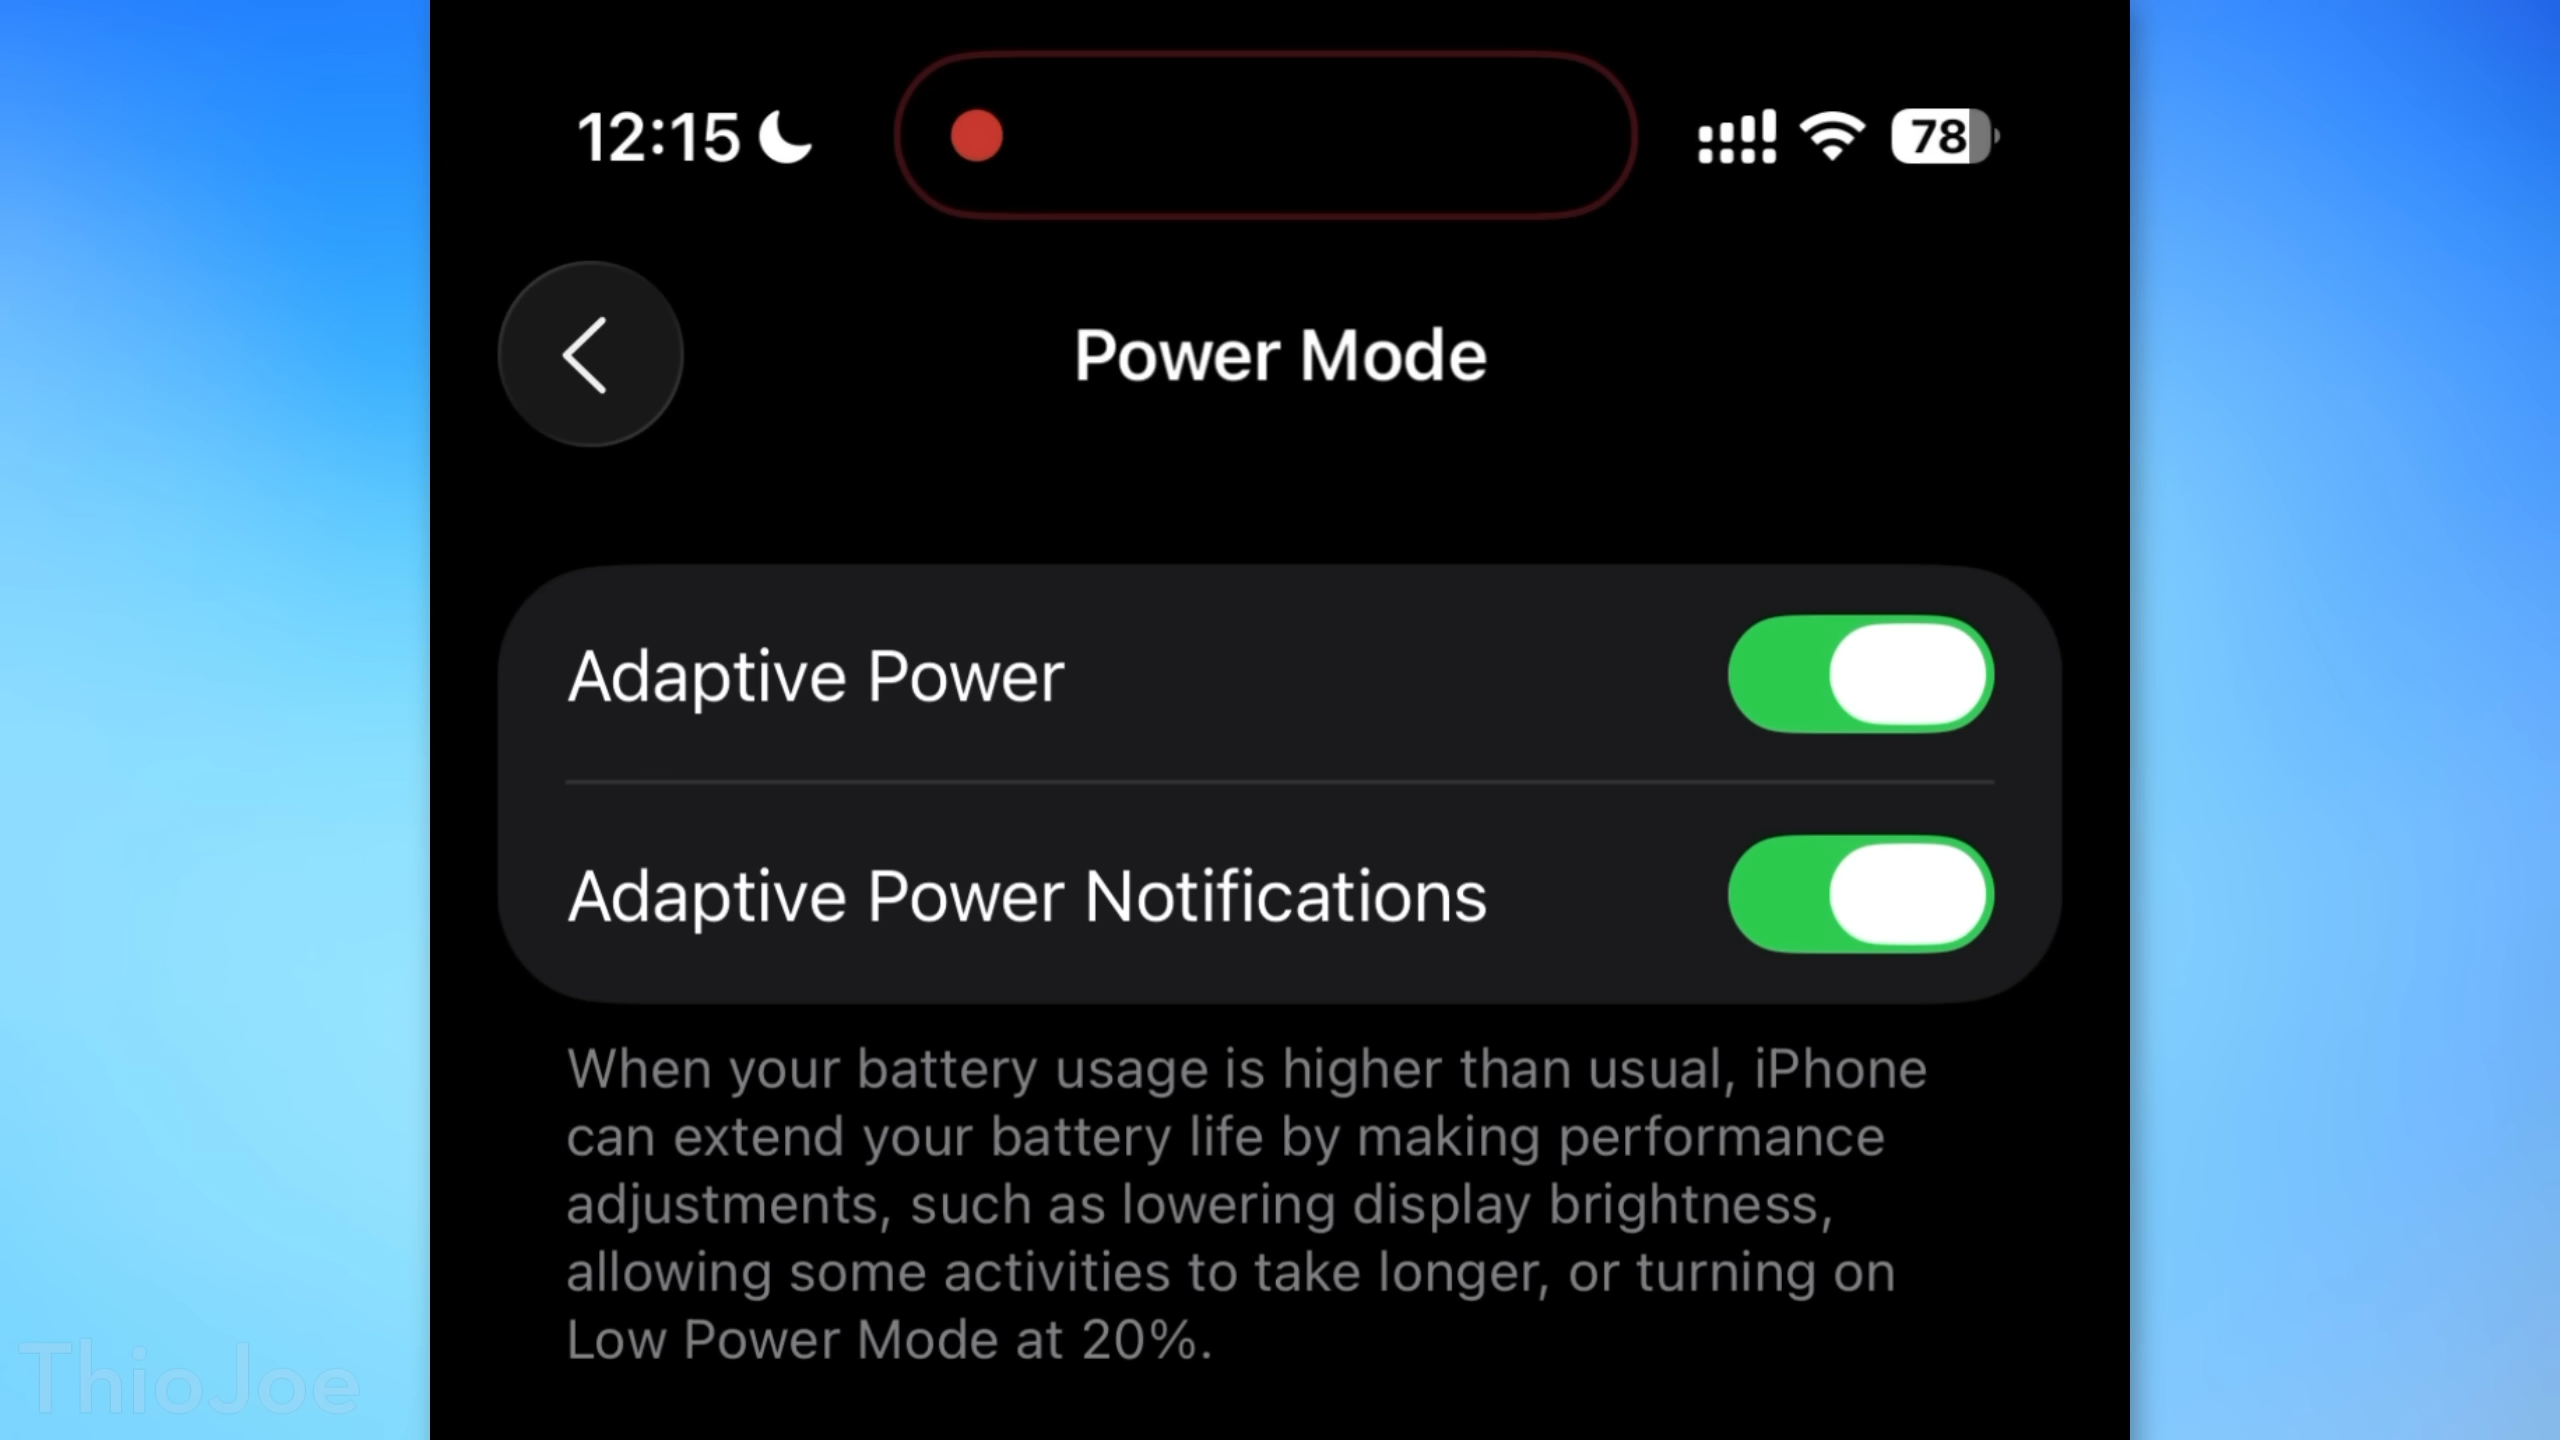 12:15
78
Power Mode
Adaptive Power
Adaptive Power Notifications
When your battery usage is higher than usual, iPhone
can extend your battery life by making performance
adjustments, such as lowering display brightness,
allowing some activities to take longer, or turning on
Low Power Mode at 20%.
ThioJoe